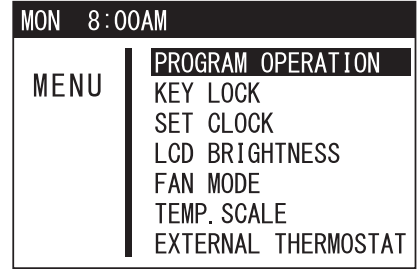 MON 8:00AM
MENU
PROGRAM OPERATION
KEY LOCK
SET CLOCK
LCD BRIGHTNESS
FAN MODE
TEMP. SCALE
EXTERNAL THERMOSTAT